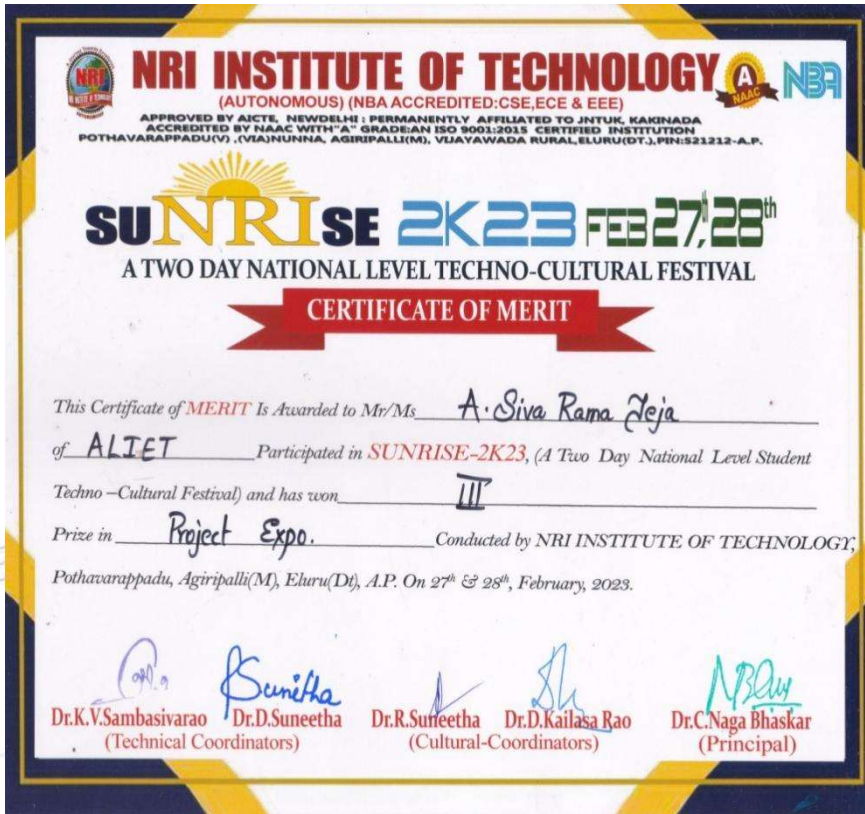 NRI INSTITUTE OF TECHNOLOGY
(AUTONOMOUS) (NBA ACCREDITED:CSE,ECE & EEE)
APPROVED BY AICTE, NEWDELHI : PERMANENTLY AFFILIATED TO JNTUK, KAKINADA
ACCREDITED BY NAAC WITH "A" GRADE:AN ISO 9001:2015 CERTIFIED INSTITUTION
POTHAVARAPPADU(V) ,(VIA)NUNNA, AGIRIPALLI(M), VIJAYAWADA RURAL,ELURU(DT.),PIN:521212-A.P.
NRI
A
NAAC
NBA
SUNRISE 2K23 FEB 27th, 28th
A TWO DAY NATIONAL LEVEL TECHNO-CULTURAL FESTIVAL
CERTIFICATE OF MERIT
This Certificate of MERIT Is Awarded to Mr/Ms A. Siva Rama Teja
of ALIET Participated in SUNRISE-2K23, (A Two Day National Level Student
Techno –Cultural Festival) and has won III
Prize in Project Expo. Conducted by NRI INSTITUTE OF TECHNOLOGY,
Pothavarappadu, Agiripalli(M), Eluru(Dt), A.P. On 27th & 28th, February, 2023.
Sunitha
Dr.K.V.Sambasivarao Dr.D.Suneetha Dr.R.Suneetha Dr.D.Kailasa Rao Dr.C.Naga Bhaskar
(Technical Coordinators) (Cultural-Coordinators) (Principal)